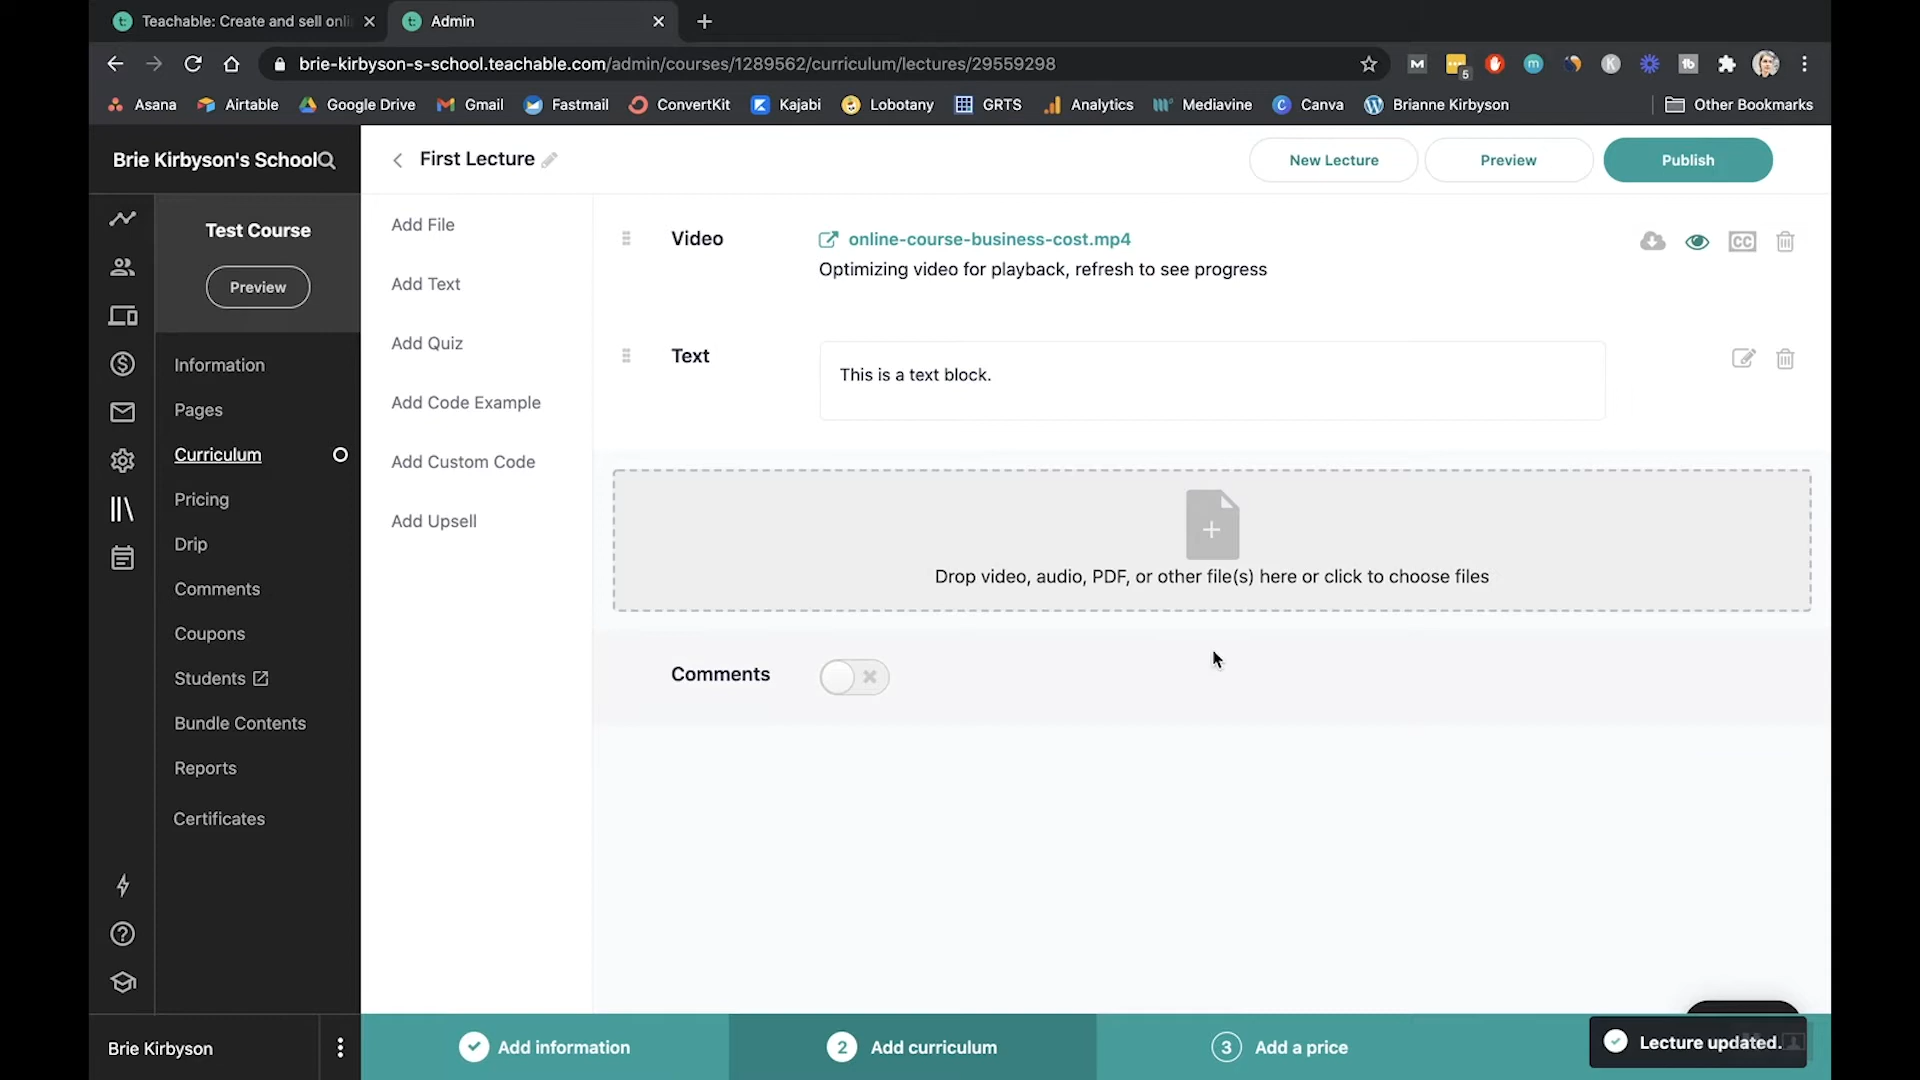 Teachable: Create and sell onli
Admin
brie-kirbyson-s-school.teachable.com/admin/courses/1289562/curriculum/lectures/29559298
5
Asana
Airtable
Google Drive
Gmail
Fastmail
ConvertKit
Kajabi
Lobotany
GRTS
Analytics
Mediavine
Canva
Brianne Kirbyson
Other Bookmarks
Brie Kirbyson's School
First Lecture
New Lecture
Preview
Publish
Test Course
Preview
Information
Pages
Curriculum
Pricing
Drip
Comments
Coupons
Students
Bundle Contents
Reports
Certificates
Brie Kirbyson
Add File
Add Text
Add Quiz
Add Code Example
Add Custom Code
Add Upsell
Video
online-course-business-cost.mp4
Optimizing video for playback, refresh to see progress
CC
Text
This is a text block.
Drop video, audio, PDF, or other file(s) here or click to choose files
Comments
Add information
2 Add curriculum
3 Add a price
Lecture updated.